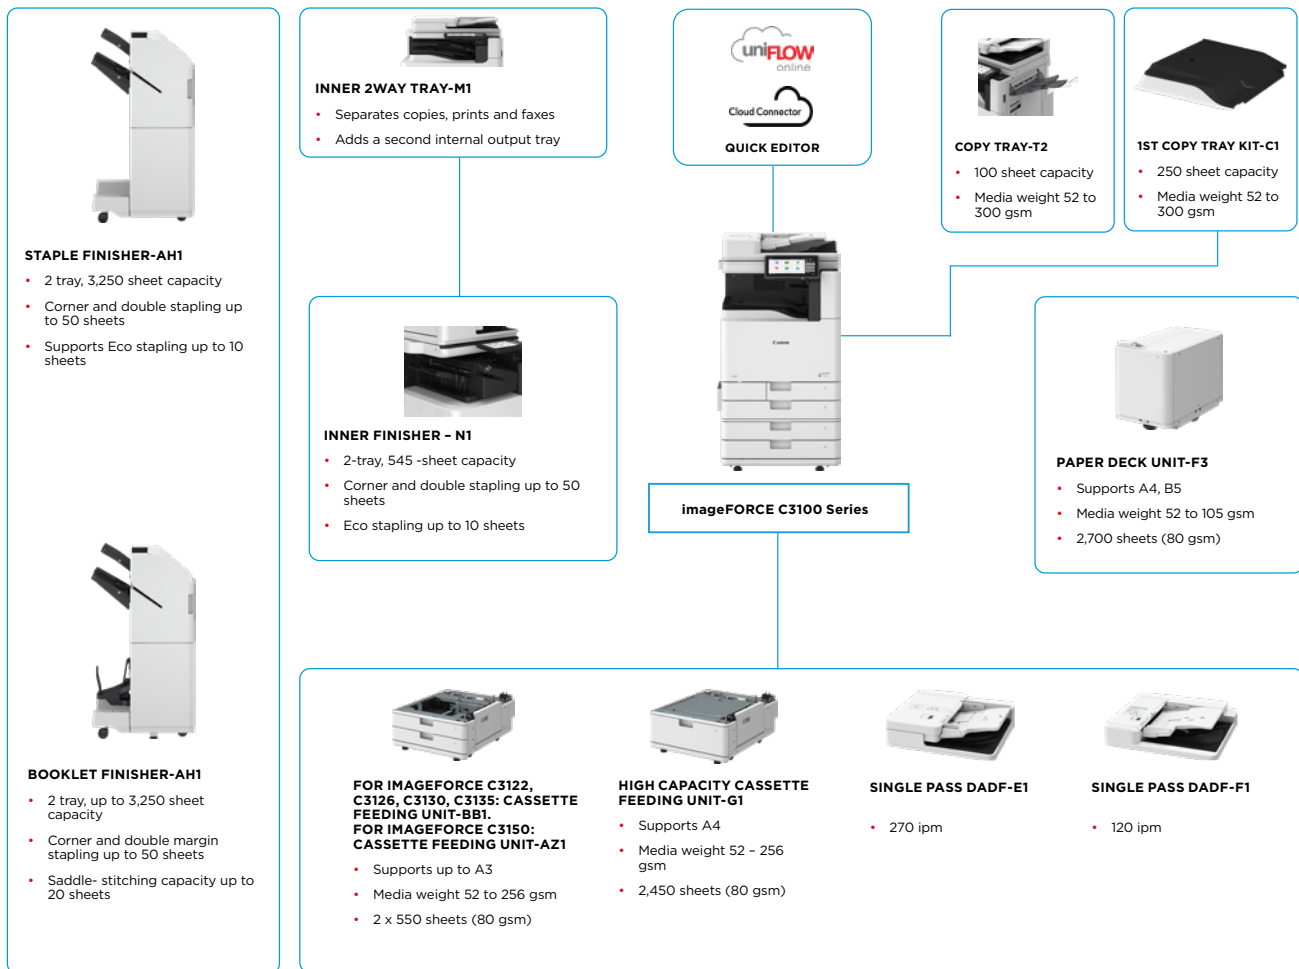 STAPLE FINISHER-AH1
• 2 tray, 3,250 sheet capacity
• Corner and double stapling up
to 50 sheets
• Supports Eco stapling up to 10
sheets
BOOKLET FINISHER-AH1
• 2 tray, up to 3,250 sheet
capacity
• Corner and double margin
stapling up to 50 sheets
• Saddle- stitching capacity up to
20 sheets
INNER 2WAY TRAY-M1
• Separates copies, prints and faxes
• Adds a second internal output tray
INNER FINISHER – N1
• 2-tray, 545 -sheet capacity
• Corner and double stapling up to 50
sheets
• Eco stapling up to 10 sheets
uniFLOW
online
Cloud Connector
QUICK EDITOR
Canon
imageFORCE C3100 Series
COPY TRAY-T2
• 100 sheet capacity
• Media weight 52 to
300 gsm
1ST COPY TRAY KIT-C1
• 250 sheet capacity
• Media weight 52 to
300 gsm
PAPER DECK UNIT-F3
• Supports A4, B5
• Media weight 52 to 105 gsm
• 2,700 sheets (80 gsm)
FOR IMAGEFORCE C3122,
C3126, C3130, C3135: CASSETTE
FEEDING UNIT-BB1.
FOR IMAGEFORCE C3150:
CASSETTE FEEDING UNIT-AZ1
• Supports up to A3
• Media weight 52 to 256 gsm
• 2 x 550 sheets (80 gsm)
HIGH CAPACITY CASSETTE
FEEDING UNIT-G1
• Supports A4
• Media weight 52 – 256
gsm
• 2,450 sheets (80 gsm)
SINGLE PASS DADF-E1
• 270 ipm
SINGLE PASS DADF-F1
• 120 ipm